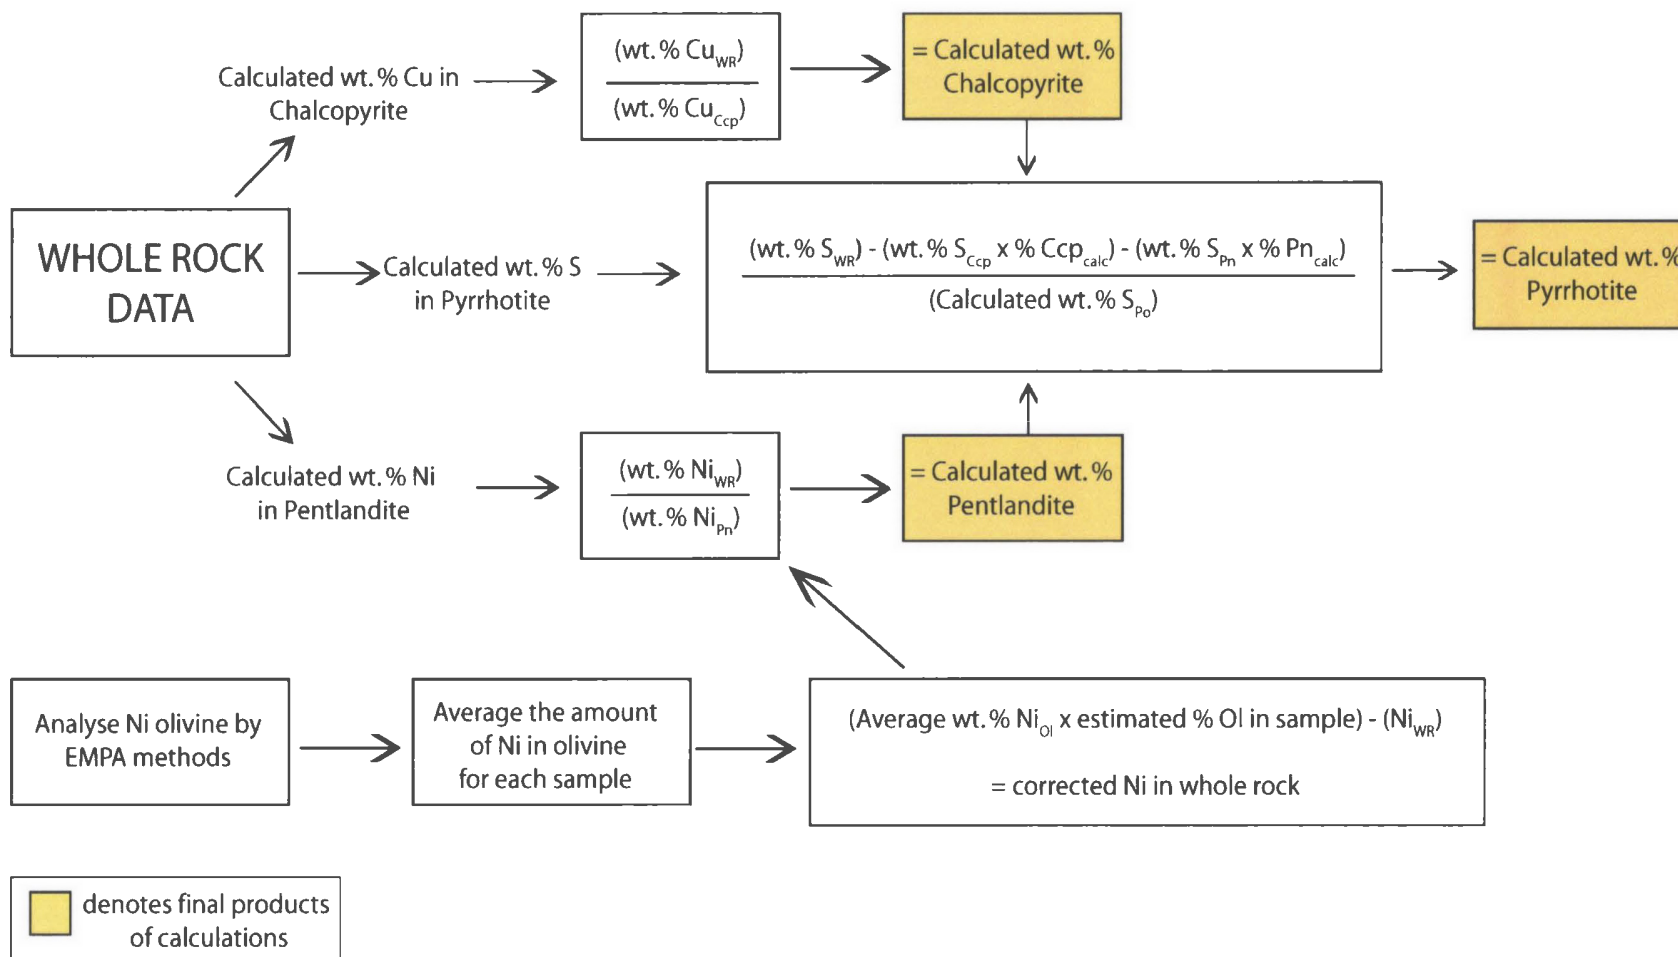 Calculated wt. % Cu in
Chalcopyrite
(wt. % Cu_WR)
(wt. % Cu_Ccp)
= Calculated wt. %
Chalcopyrite
WHOLE ROCK
DATA
Calculated wt. % S
in Pyrrhotite
(wt. % S_WR) - (wt. % S_Ccp x % Ccp_calc) - (wt. % S_Pn x % Pn_calc)
(Calculated wt. % S_Po)
= Calculated wt. %
Pyrrhotite
Calculated wt. % Ni
in Pentlandite
(wt. % Ni_WR)
(wt. % Ni_Pn)
= Calculated wt. %
Pentlandite
Analyse Ni olivine by
EMPA methods
Average the amount
of Ni in olivine
for each sample
(Average wt. % Ni_Ol x estimated % Ol in sample) - (Ni_WR)
= corrected Ni in whole rock
denotes final products
of calculations